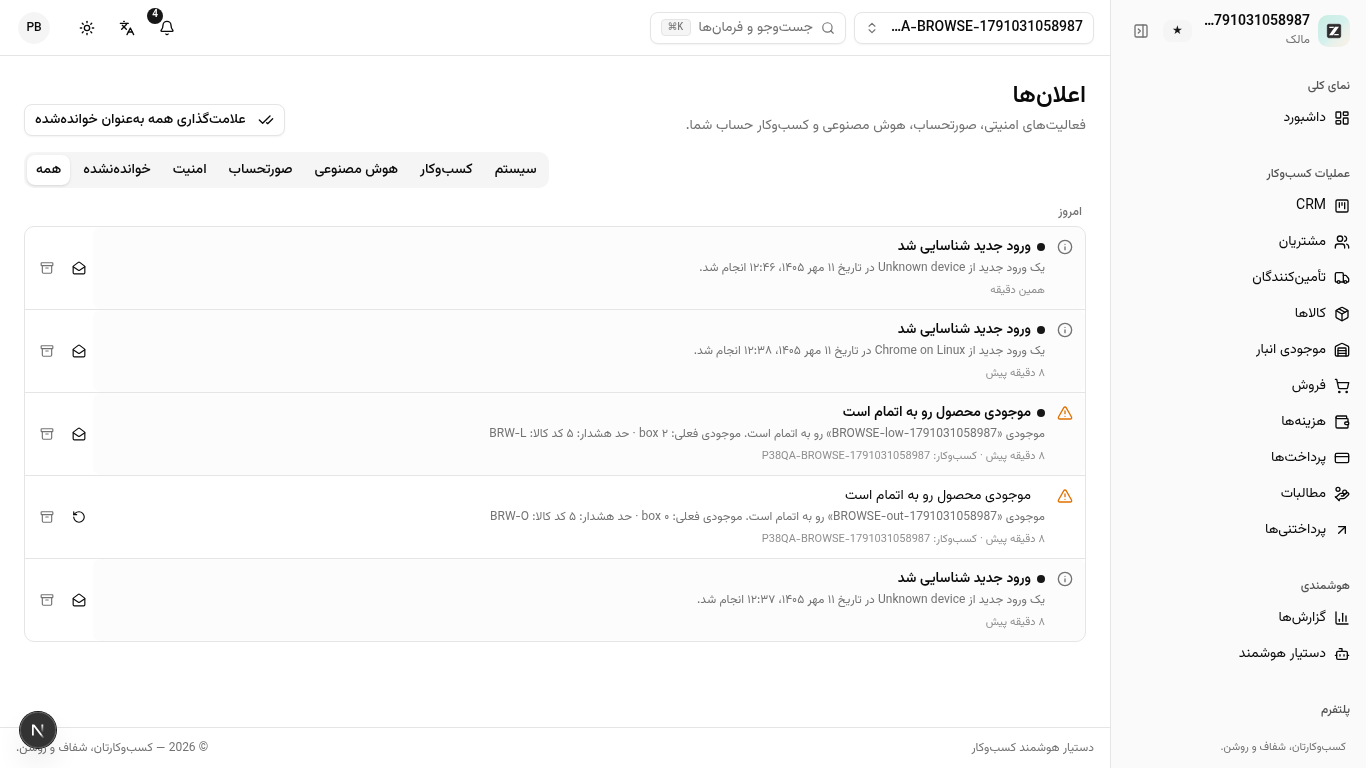 791031058987...
مالک
★
نمای کلی
داشبورد
عملیات کسب‌وکار
CRM
مشتریان
تأمین‌کنندگان
کالاها
موجودی انبار
فروش
هزینه‌ها
پرداخت‌ها
مطالبات
پرداختنی‌ها
هوشمندی
گزارش‌ها
دستیار هوشمند
پلتفرم
کسب‌وکارتان، شفاف و روشن.
A-BROWSE-1791031058987...
جست‌وجو و فرمان‌ها
⌘K
4
PB
اعلان‌ها
فعالیت‌های امنیتی، صورتحساب، هوش مصنوعی و کسب‌وکار حساب شما.
علامت‌گذاری همه به‌عنوان خوانده‌شده
سیستم
کسب‌وکار
هوش مصنوعی
صورتحساب
امنیت
خوانده‌نشده
همه
امروز
ورود جدید شناسایی شد
یک ورود جدید از Unknown device در تاریخ ۱۱ مهر ۱۴۰۵، ۱۲:۴۶ انجام شد.
همین دقیقه
ورود جدید شناسایی شد
یک ورود جدید از Chrome on Linux در تاریخ ۱۱ مهر ۱۴۰۵، ۱۲:۳۸ انجام شد.
۸ دقیقه پیش
موجودی محصول رو به اتمام است
موجودی «BROWSE-low-1791031058987» رو به اتمام است. موجودی فعلی: ۲ box · حد هشدار: ۵ کد کالا: BRW-L
۸ دقیقه پیش · کسب‌وکار: P38QA-BROWSE-1791031058987
موجودی محصول رو به اتمام است
موجودی «BROWSE-out-1791031058987» رو به اتمام است. موجودی فعلی: ۰ box · حد هشدار: ۵ کد کالا: BRW-O
۸ دقیقه پیش · کسب‌وکار: P38QA-BROWSE-1791031058987
ورود جدید شناسایی شد
یک ورود جدید از Unknown device در تاریخ ۱۱ مهر ۱۴۰۵، ۱۲:۳۷ انجام شد.
۸ دقیقه پیش
دستیار هوشمند کسب‌وکار
© 2026 — کسب‌وکارتان، شفاف و روشن.
N